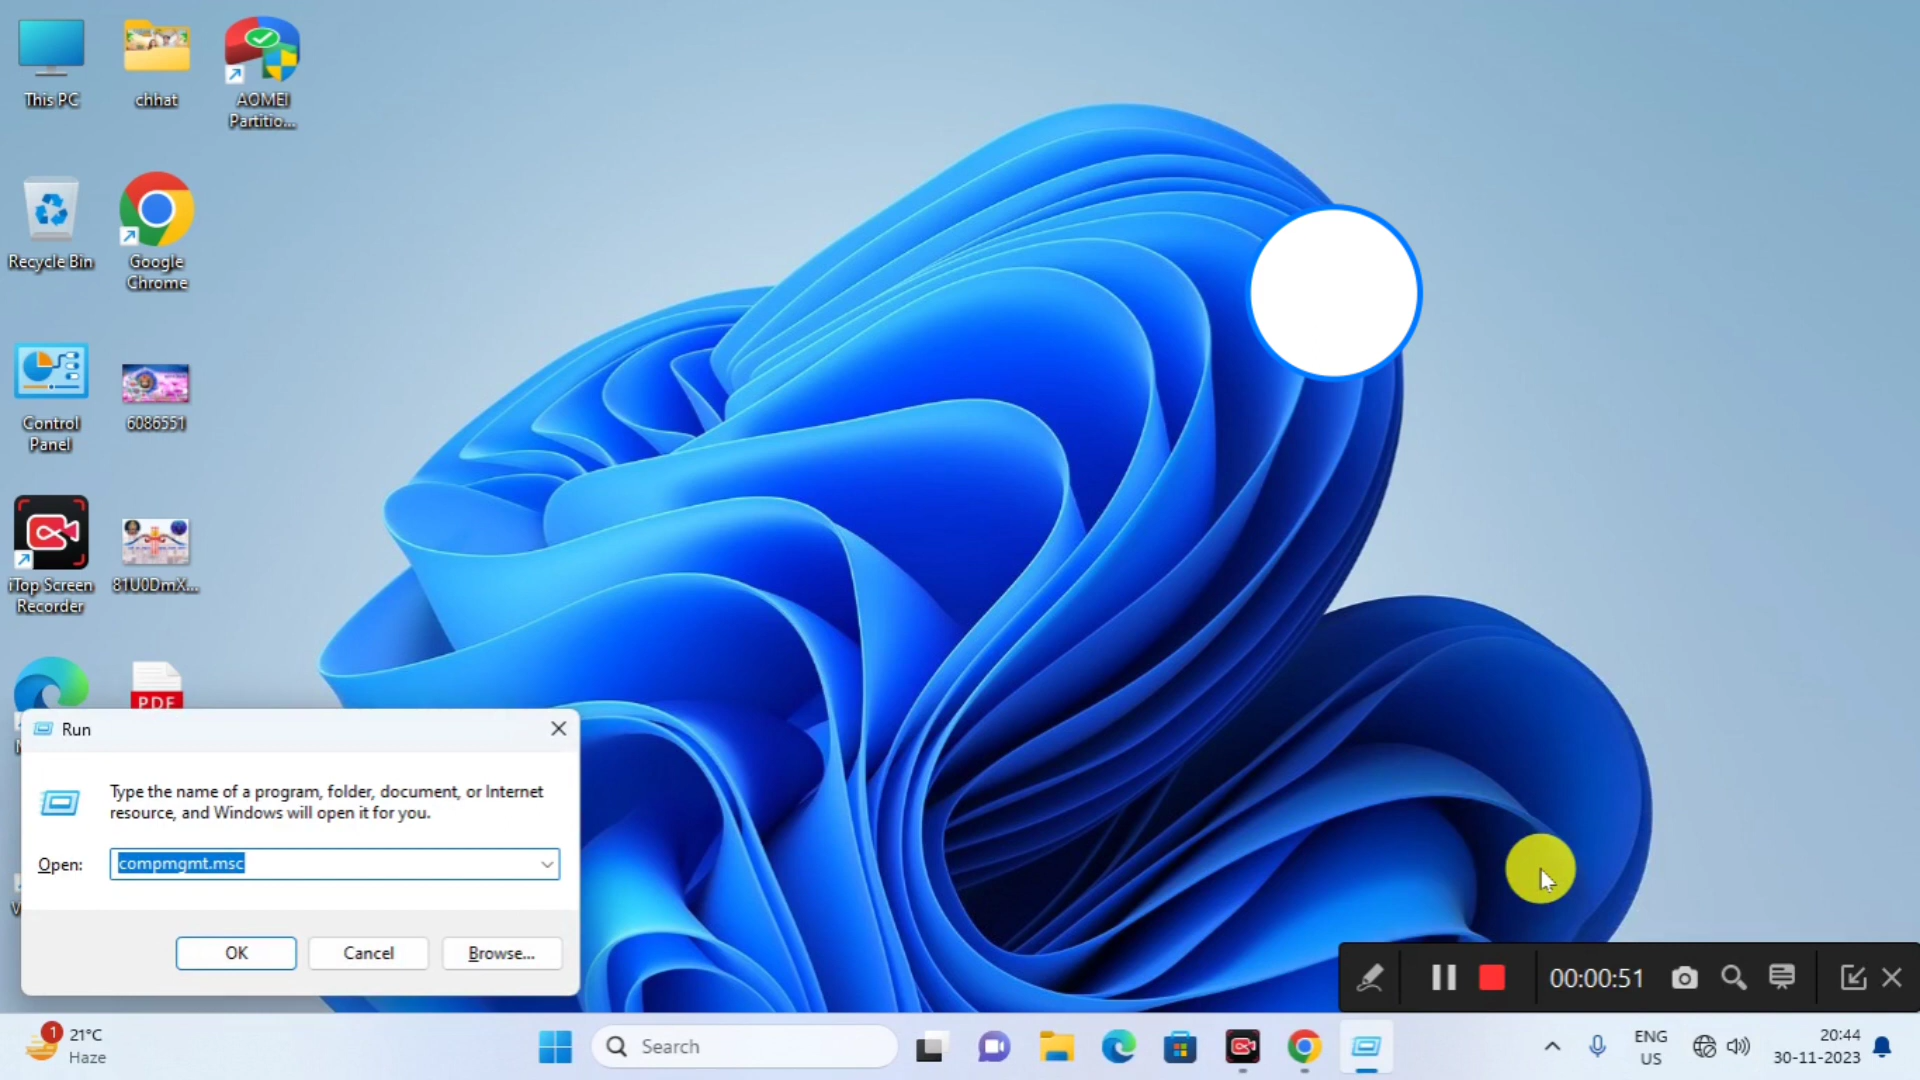 This PC
chhat
AOMEI
Partitio...
Recycle Bin
Google
Chrome
Control
Panel
6086551
iTop Screen
Recorder
81U0DmX...
PDF
Run
Type the name of a program, folder, document, or Internet
resource, and Windows will open it for you.
Open:
compmgmt.msc
OK
Cancel
Browse...
00:00:51
1
21°C
Haze
Search
ENG
US
20:44
30-11-2023